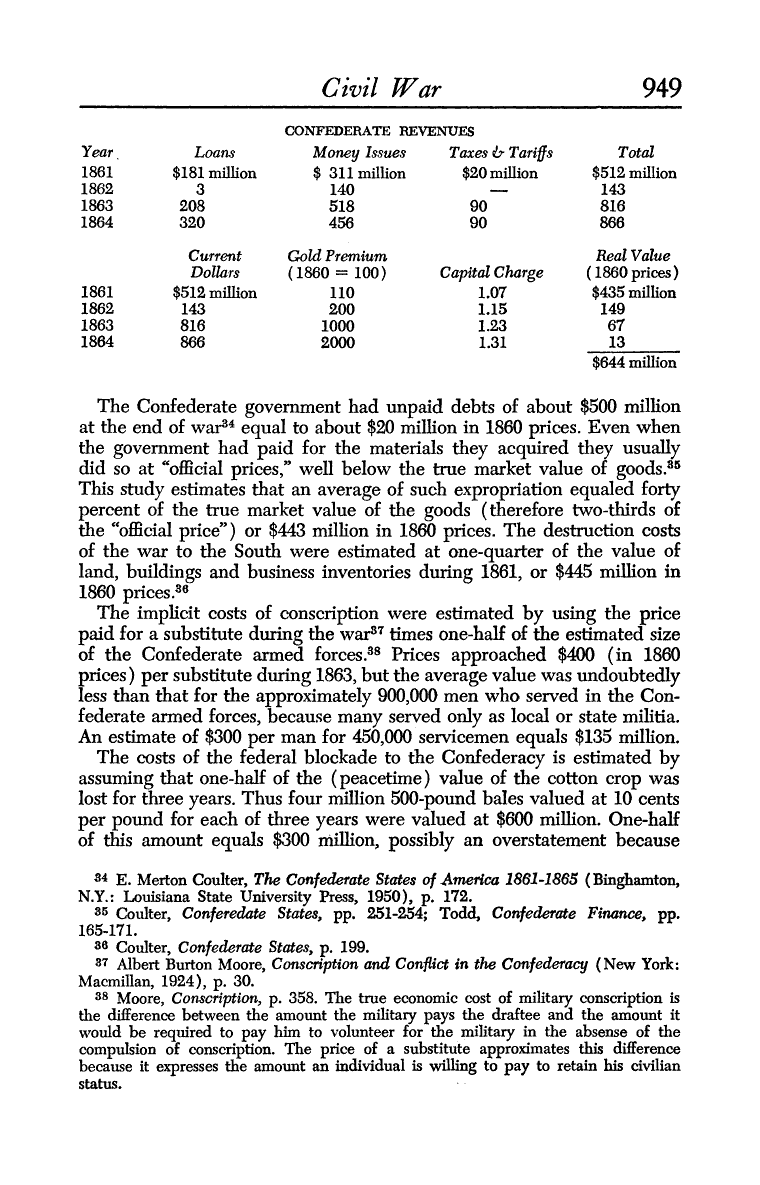 Civil War 949
CONFEDERATE REVENUES
Year Loans Money Issues Taxes & Tariffs Total
1861 $181 million $ 311 million $20 million $512 million
1862 3 140 — 143
1863 208 518 90 816
1864 320 456 90 866
Current Gold Premium Real Value
Dollars (1860 = 100) Capital Charge (1860 prices)
1861 $512 million 110 1.07 $435 million
1862 143 200 1.15 149
1863 816 1000 1.23 67
1864 866 2000 1.31 13
$644 million
The Confederate government had unpaid debts of about $500 million
at the end of war³⁴ equal to about $20 million in 1860 prices. Even when
the government had paid for the materials they acquired they usually
did so at “official prices,” well below the true market value of goods.³⁵
This study estimates that an average of such expropriation equaled forty
percent of the true market value of the goods (therefore two-thirds of
the “official price”) or $443 million in 1860 prices. The destruction costs
of the war to the South were estimated at one-quarter of the value of
land, buildings and business inventories during 1861, or $445 million in
1860 prices.³⁶
The implicit costs of conscription were estimated by using the price
paid for a substitute during the war³⁷ times one-half of the estimated size
of the Confederate armed forces.³⁸ Prices approached $400 (in 1860
prices) per substitute during 1863, but the average value was undoubtedly
less than that for the approximately 900,000 men who served in the Con-
federate armed forces, because many served only as local or state militia.
An estimate of $300 per man for 450,000 servicemen equals $135 million.
The costs of the federal blockade to the Confederacy is estimated by
assuming that one-half of the (peacetime) value of the cotton crop was
lost for three years. Thus four million 500-pound bales valued at 10 cents
per pound for each of three years were valued at $600 million. One-half
of this amount equals $300 million, possibly an overstatement because
³⁴ E. Merton Coulter, The Confederate States of America 1861-1865 (Binghamton,
N.Y.: Louisiana State University Press, 1950), p. 172.
³⁵ Coulter, Conferedate States, pp. 251-254; Todd, Confederate Finance, pp.
165-171.
³⁶ Coulter, Confederate States, p. 199.
³⁷ Albert Burton Moore, Conscription and Conflict in the Confederacy (New York:
Macmillan, 1924), p. 30.
³⁸ Moore, Conscription, p. 358. The true economic cost of military conscription is
the difference between the amount the military pays the draftee and the amount it
would be required to pay him to volunteer for the military in the absense of the
compulsion of conscription. The price of a substitute approximates this difference
because it expresses the amount an individual is willing to pay to retain his civilian
status.